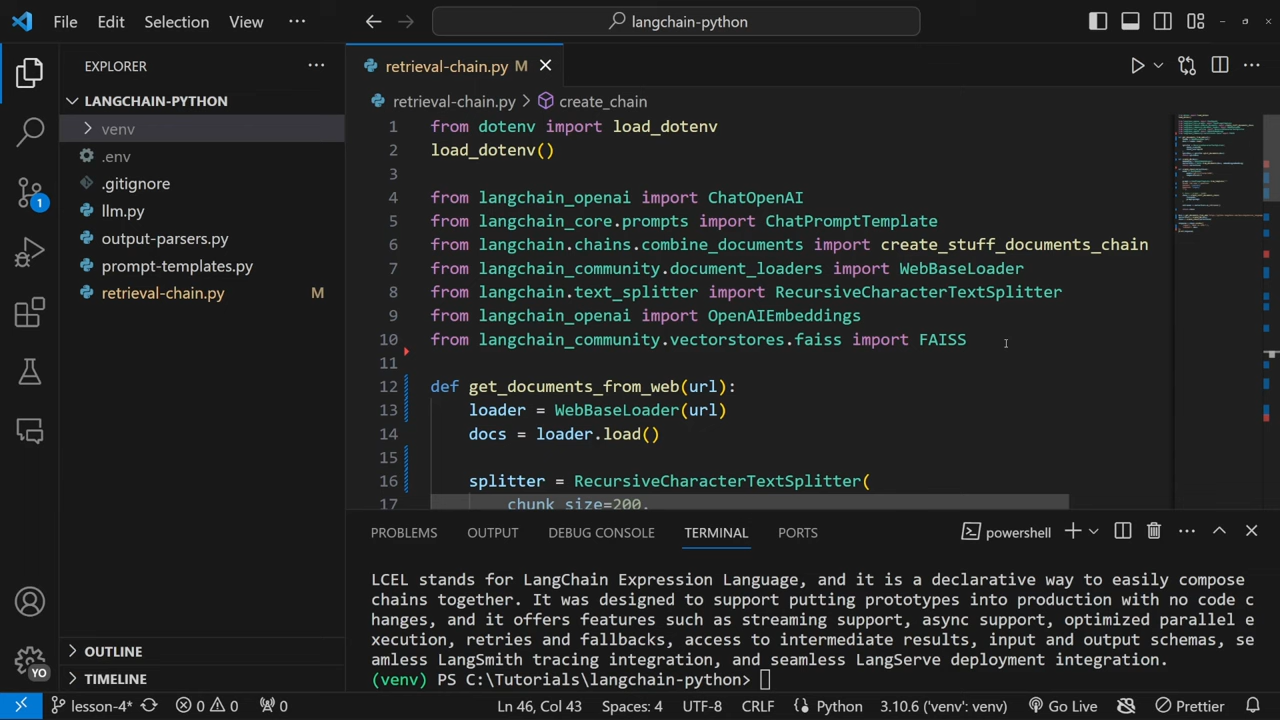 File Edit Selection View ··· langchain-python
EXPLORER ···
LANGCHAIN-PYTHON
venv
.env
.gitignore
llm.py
output-parsers.py
prompt-templates.py
retrieval-chain.py M
OUTLINE
TIMELINE
retrieval-chain.py M
retrieval-chain.py > create_chain
1 from dotenv import load_dotenv
2 load_dotenv()
3
4 from langchain_openai import ChatOpenAI
5 from langchain_core.prompts import ChatPromptTemplate
6 from langchain.chains.combine_documents import create_stuff_documents_chain
7 from langchain_community.document_loaders import WebBaseLoader
8 from langchain.text_splitter import RecursiveCharacterTextSplitter
9 from langchain_openai import OpenAIEmbeddings
10 from langchain_community.vectorstores.faiss import FAISS
11
12 def get_documents_from_web(url):
13 loader = WebBaseLoader(url)
14 docs = loader.load()
15
16 splitter = RecursiveCharacterTextSplitter(
17 chunk_size=200,
PROBLEMS OUTPUT DEBUG CONSOLE TERMINAL PORTS powershell
LCEL stands for LangChain Expression Language, and it is a declarative way to easily compose
chains together. It was designed to support putting prototypes into production with no code c
hanges, and it offers features such as streaming support, async support, optimized parallel e
xecution, retries and fallbacks, access to intermediate results, input and output schemas, se
amless LangSmith tracing integration, and seamless LangServe deployment integration.
(venv) PS C:\Tutorials\langchain-python>
1
YO
lesson-4* 0 0 0 Ln 46, Col 43 Spaces: 4 UTF-8 CRLF Python 3.10.6 ('venv': venv) Go Live Prettier